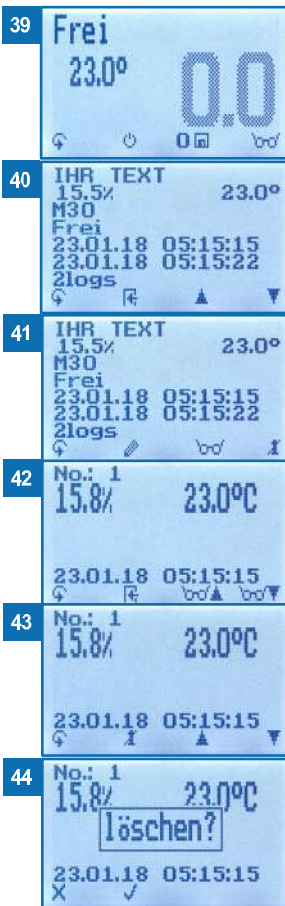 39
Frei
23.0°
0.0
0
40
IHR TEXT
15.5% 23.0°
M30
Frei
23.01.18 05:15:15
23.01.18 05:15:22
2logs
41
IHR TEXT
15.5% 23.0°
M30
Frei
23.01.18 05:15:15
23.01.18 05:15:22
2logs
42
No.: 1
15.8% 23.0°C
23.01.18 05:15:15
43
No.: 1
15.8% 23.0°C
23.01.18 05:15:15
44
No.: 1
15.8% 23.0°C
löschen?
23.01.18 05:15:15
X ✓